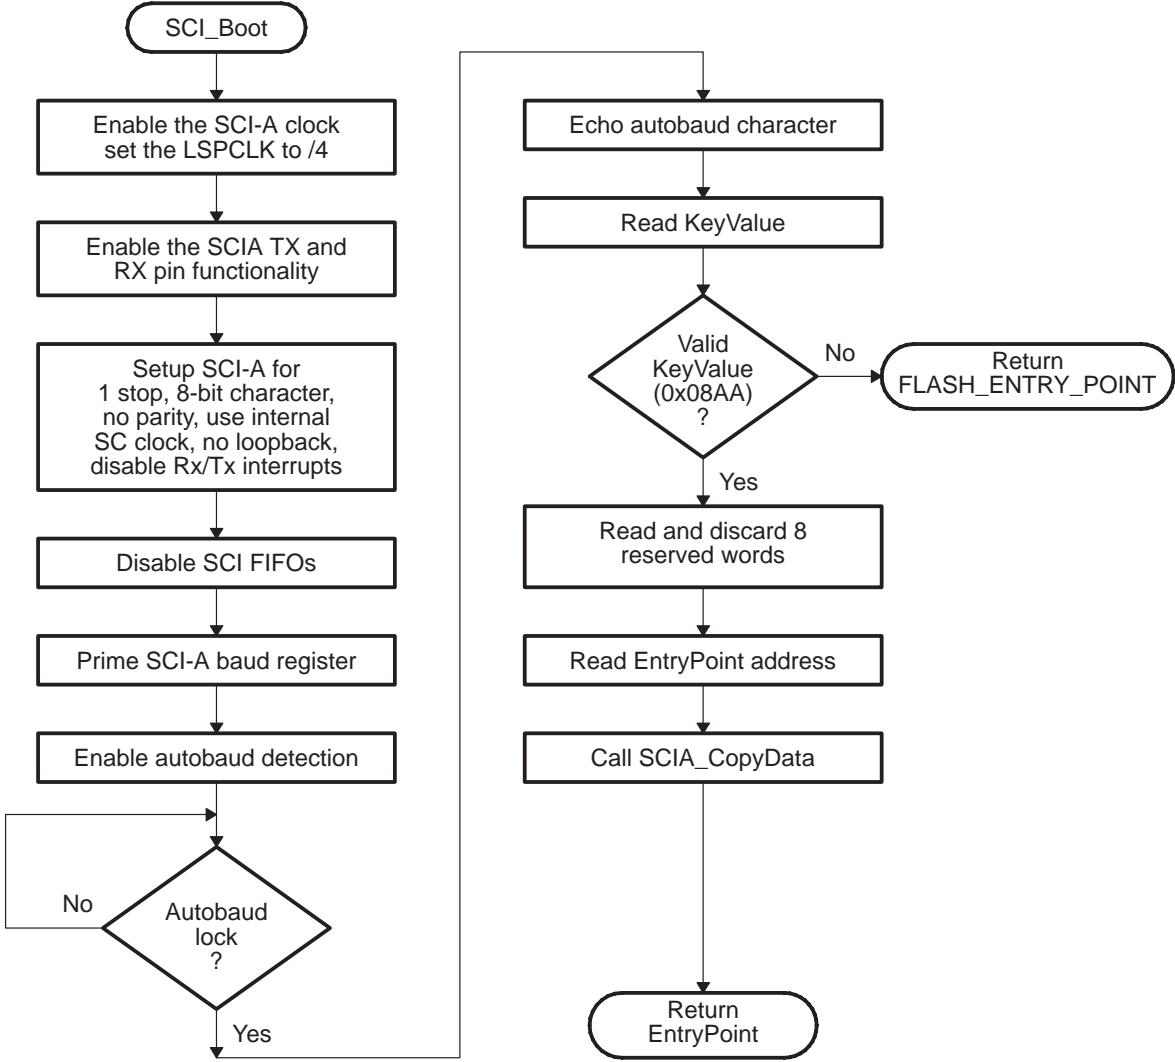 SCI_Boot
Enable the SCI-A clock
set the LSPCLK to /4
Enable the SCIA TX and
RX pin functionality
Setup SCI-A for
1 stop, 8-bit character,
no parity, use internal
SC clock, no loopback,
disable Rx/Tx interrupts
Disable SCI FIFOs
Prime SCI-A baud register
Enable autobaud detection
Autobaud
lock
?
No
Yes
Echo autobaud character
Read KeyValue
Valid
KeyValue
(0x08AA)
?
No
Return
FLASH_ENTRY_POINT
Yes
Read and discard 8
reserved words
Read EntryPoint address
Call SCIA_CopyData
Return
EntryPoint